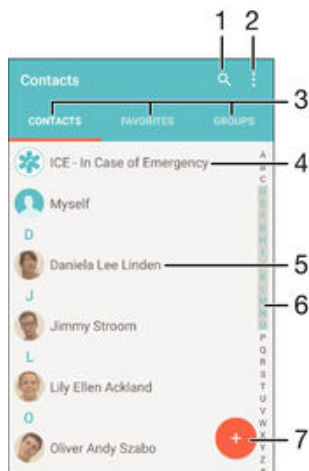 1 2
Contacts
3
CONTACTS FAVORITES GROUPS
ICE - In Case of Emergency 4
Myself
D
Daniela Lee Linden 5
J
Jimmy Stroom
6
L
Lily Ellen Ackland
O
Oliver Andy Szabo
+ 7
A
B
C
D
E
F
G
H
I
J
K
L
M
N
O
P
Q
R
S
T
U
V
W
X
Y
Z